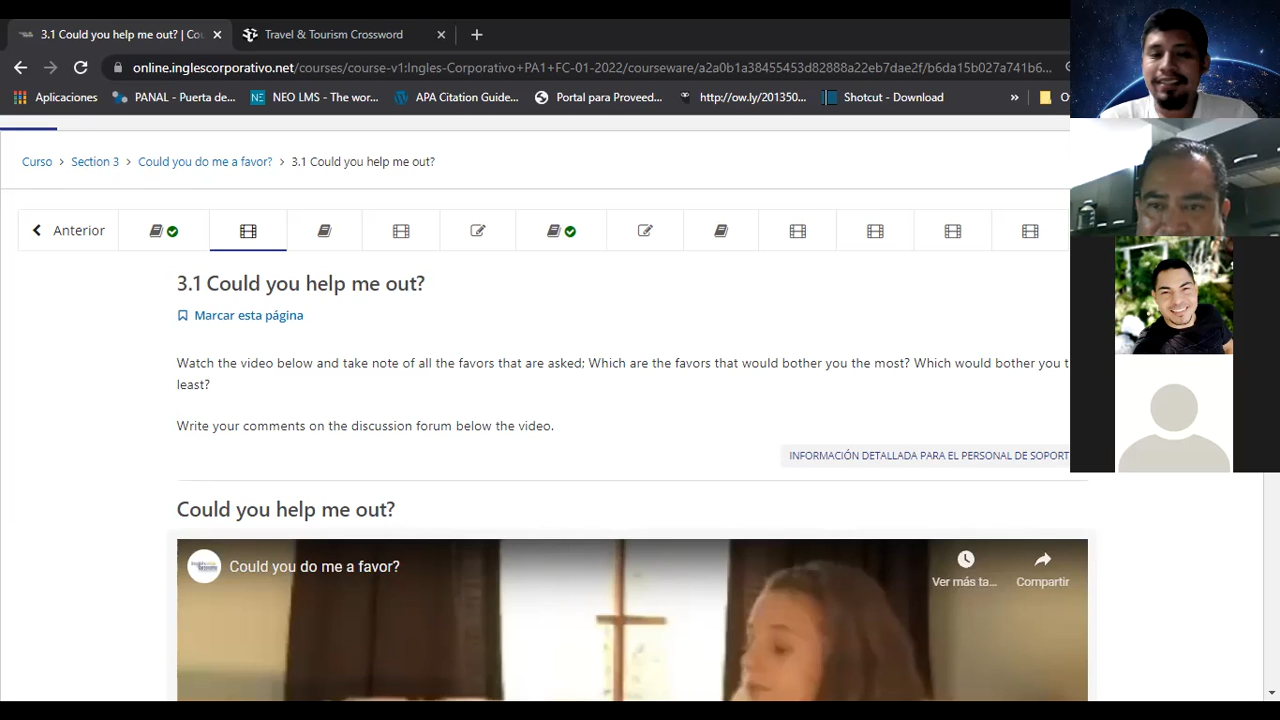 3.1 Could you help me out? | Cou
Travel & Tourism Crossword
online.inglescorporativo.net/courses/course-v1:Ingles-Corporativo+PA1+FC-01-2022/courseware/a2a0b1a38455453d82888a22eb7dae2f/b6da15b027a741b6...
Aplicaciones
PANAL - Puerta de...
NEO LMS - The wor...
APA Citation Guide...
Portal para Proveed...
http://ow.ly/201350...
Shotcut - Download
»
Curso > Section 3 > Could you do me a favor? > 3.1 Could you help me out?
Anterior
3.1 Could you help me out?
Marcar esta página
Watch the video below and take note of all the favors that are asked; Which are the favors that would bother you the most? Which would bother you t
least?
Write your comments on the discussion forum below the video.
INFORMACIÓN DETALLADA PARA EL PERSONAL DE SOPORT
Could you help me out?
Could you do me a favor?
Ver más ta...
Compartir